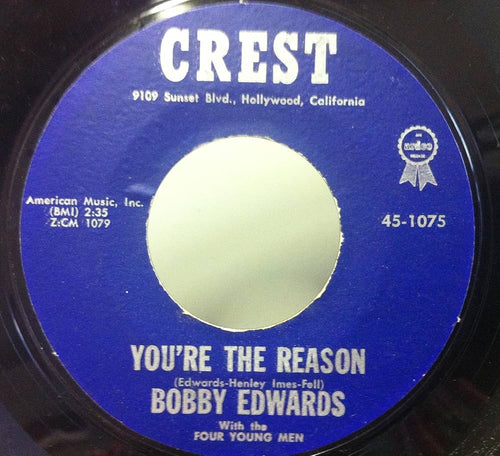 CREST
9109 Sunset Blvd., Hollywood, California
ardco
American Music, Inc.
(BMI) 2:35
Z:CM 1079
45-1075
YOU'RE THE REASON
(Edwards-Henley Imes-Fell)
BOBBY EDWARDS
With the
FOUR YOUNG MEN